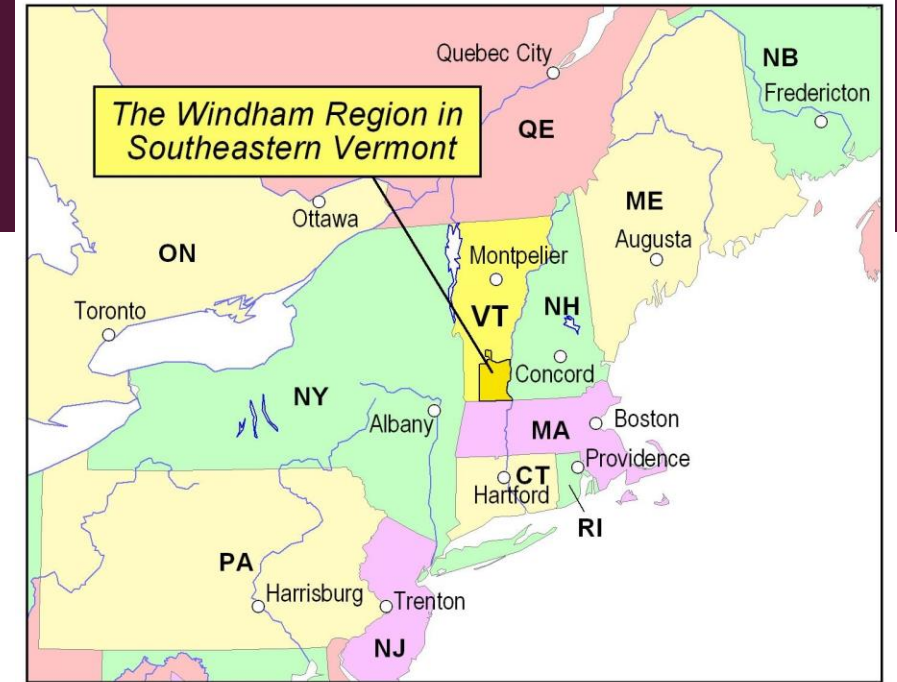 Quebec City
NB
Fredericton
The Windham Region in
Southeastern Vermont
QE
ME
Ottawa
Augusta
ON
Montpelier
Toronto
VT
NH
Concord
NY
Albany
MA
Boston
Providence
CT
Hartford
RI
PA
Harrisburg
Trenton
NJ